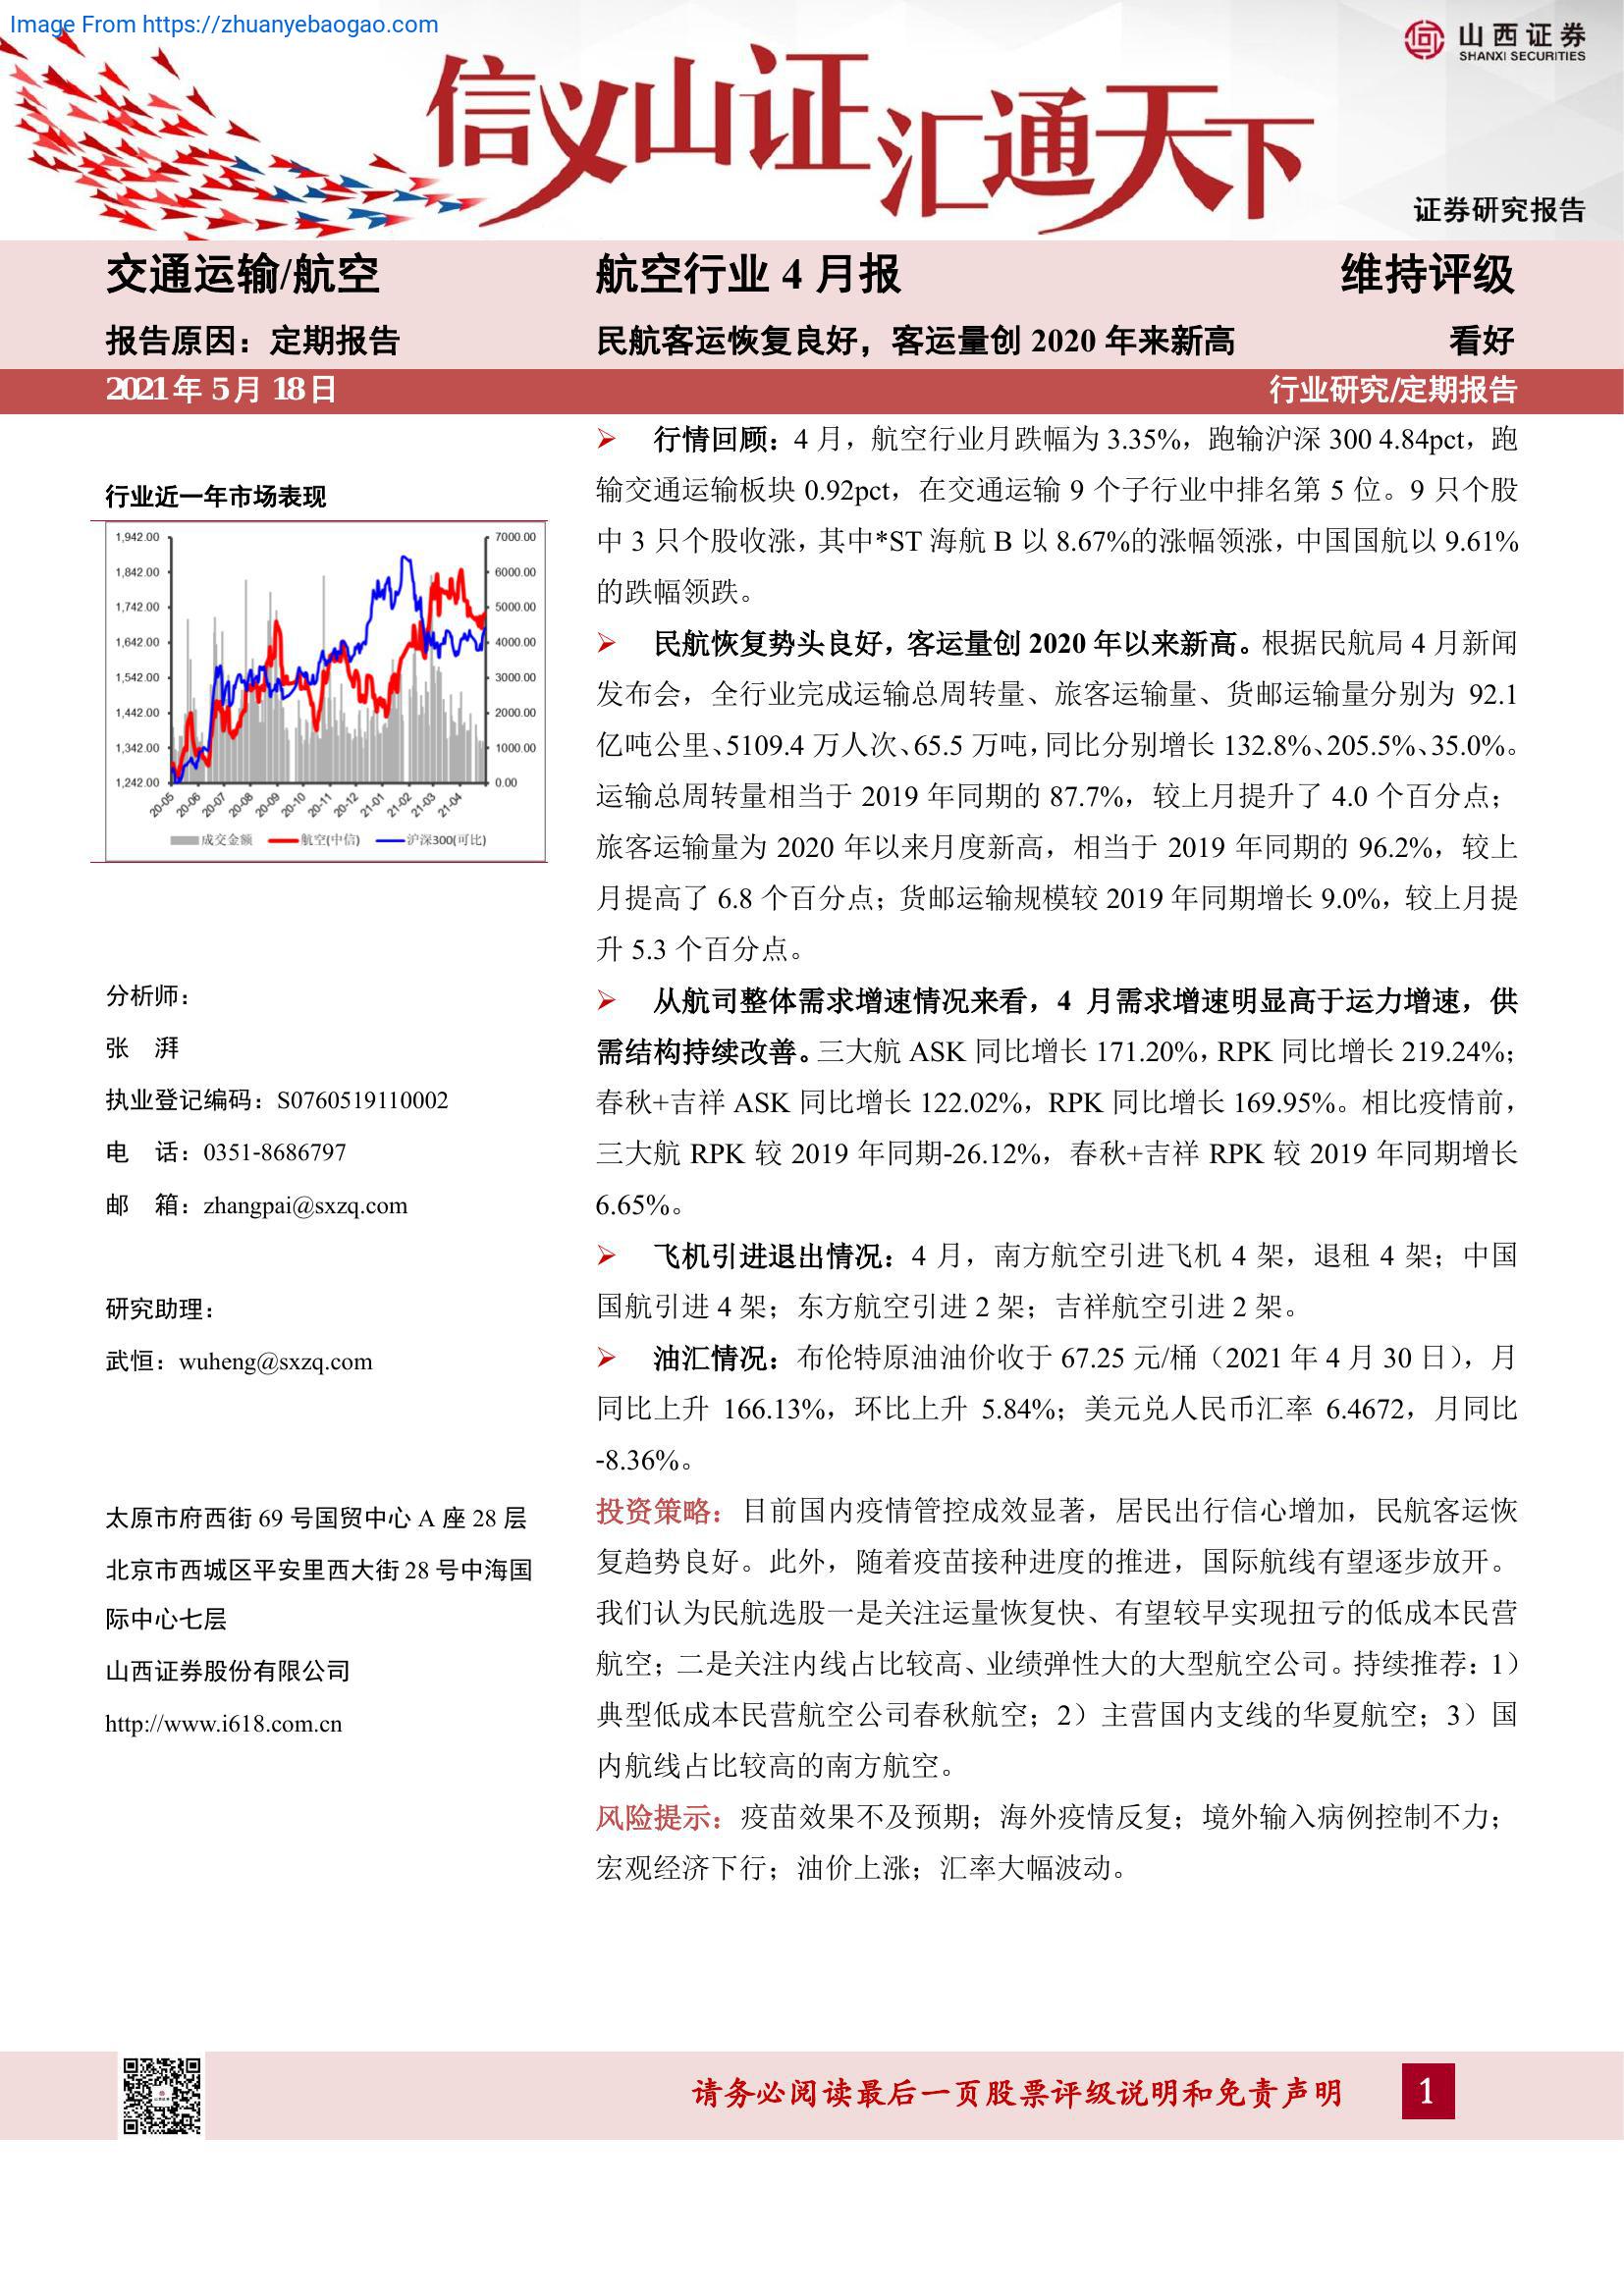 Image From https://zhuanyebaogao.com
山西证券
SHANXI SECURITIES
信义山证汇通天下
证券研究报告
交通运输/航空
航空行业 4 月报
维持评级
报告原因：定期报告
民航客运恢复良好，客运量创 2020 年来新高
看好
2021 年 5 月 18 日
行业研究/定期报告
行业近一年市场表现
1,942.00
1,842.00
1,742.00
1,642.00
1,542.00
1,442.00
1,342.00
1,242.00
7000.00
6000.00
5000.00
4000.00
3000.00
2000.00
1000.00
0.00
20-05
20-06
20-07
20-08
20-09
20-10
20-11
20-12
21-01
21-02
21-03
21-04
成交金额 航空(中信) 沪深300(可比)
分析师：
张 湃
执业登记编码：S0760519110002
电 话：0351-8686797
邮 箱：zhangpai@sxzq.com
研究助理：
武恒：wuheng@sxzq.com
太原市府西街 69 号国贸中心 A 座 28 层
北京市西城区平安里西大街 28 号中海国
际中心七层
山西证券股份有限公司
http://www.i618.com.cn
➢ 行情回顾：4 月，航空行业月跌幅为 3.35%，跑输沪深 300 4.84pct，跑
输交通运输板块 0.92pct，在交通运输 9 个子行业中排名第 5 位。9 只个股
中 3 只个股收涨，其中*ST 海航 B 以 8.67%的涨幅领涨，中国国航以 9.61%
的跌幅领跌。
➢ 民航恢复势头良好，客运量创 2020 年以来新高。根据民航局 4 月新闻
发布会，全行业完成运输总周转量、旅客运输量、货邮运输量分别为 92.1
亿吨公里、5109.4 万人次、65.5 万吨，同比分别增长 132.8%、205.5%、35.0%。
运输总周转量相当于 2019 年同期的 87.7%，较上月提升了 4.0 个百分点；
旅客运输量为 2020 年以来月度新高，相当于 2019 年同期的 96.2%，较上
月提高了 6.8 个百分点；货邮运输规模较 2019 年同期增长 9.0%，较上月提
升 5.3 个百分点。
➢ 从航司整体需求增速情况来看，4 月需求增速明显高于运力增速，供
需结构持续改善。三大航 ASK 同比增长 171.20%，RPK 同比增长 219.24%；
春秋+吉祥 ASK 同比增长 122.02%，RPK 同比增长 169.95%。相比疫情前，
三大航 RPK 较 2019 年同期-26.12%，春秋+吉祥 RPK 较 2019 年同期增长
6.65%。
➢ 飞机引进退出情况：4 月，南方航空引进飞机 4 架，退租 4 架；中国
国航引进 4 架；东方航空引进 2 架；吉祥航空引进 2 架。
➢ 油汇情况：布伦特原油油价收于 67.25 元/桶（2021 年 4 月 30 日），月
同比上升 166.13%，环比上升 5.84%；美元兑人民币汇率 6.4672，月同比
-8.36%。
投资策略：目前国内疫情管控成效显著，居民出行信心增加，民航客运恢
复趋势良好。此外，随着疫苗接种进度的推进，国际航线有望逐步放开。
我们认为民航选股一是关注运量恢复快、有望较早实现扭亏的低成本民营
航空；二是关注内线占比较高、业绩弹性大的大型航空公司。持续推荐：1）
典型低成本民营航空公司春秋航空；2）主营国内支线的华夏航空；3）国
内航线占比较高的南方航空。
风险提示：疫苗效果不及预期；海外疫情反复；境外输入病例控制不力；
宏观经济下行；油价上涨；汇率大幅波动。
请务必阅读最后一页股票评级说明和免责声明
1